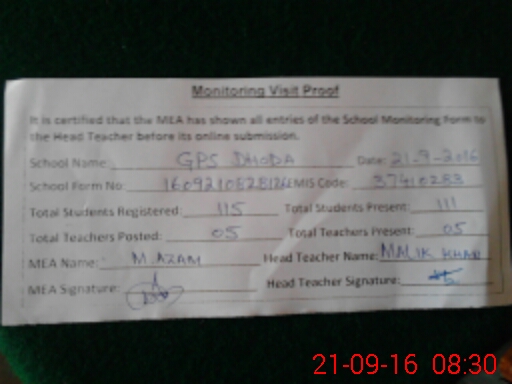 Monitoring Visit Proof
It is certified that the MEA has shown all entries of the School Monitoring Form to
the Head Teacher before its online submission.
School Name: GPS DHODA Date: 21-9-2016
School Form No: EMIS Code: 37410283
Total Students Registered: 115 Total Students Present: 111
Total Teachers Posted: 05 Total Teachers Present: 05
MEA Name: M AZAM Head Teacher Name: MALIK KHAN
MEA Signature: Head Teacher Signature:
21-09-16 08:30